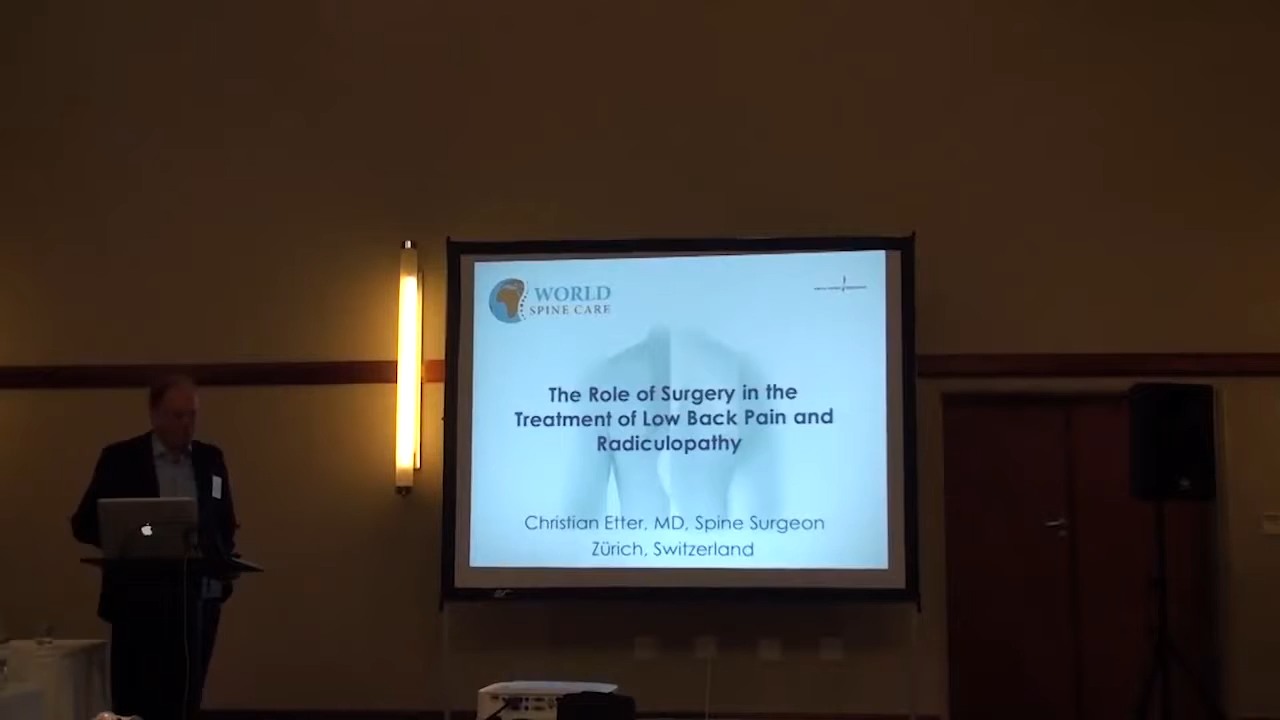 WORLD
SPINE CARE
The Role of Surgery in the
Treatment of Low Back Pain and
Radiculopathy
Christian Etter, MD, Spine Surgeon
Zürich, Switzerland